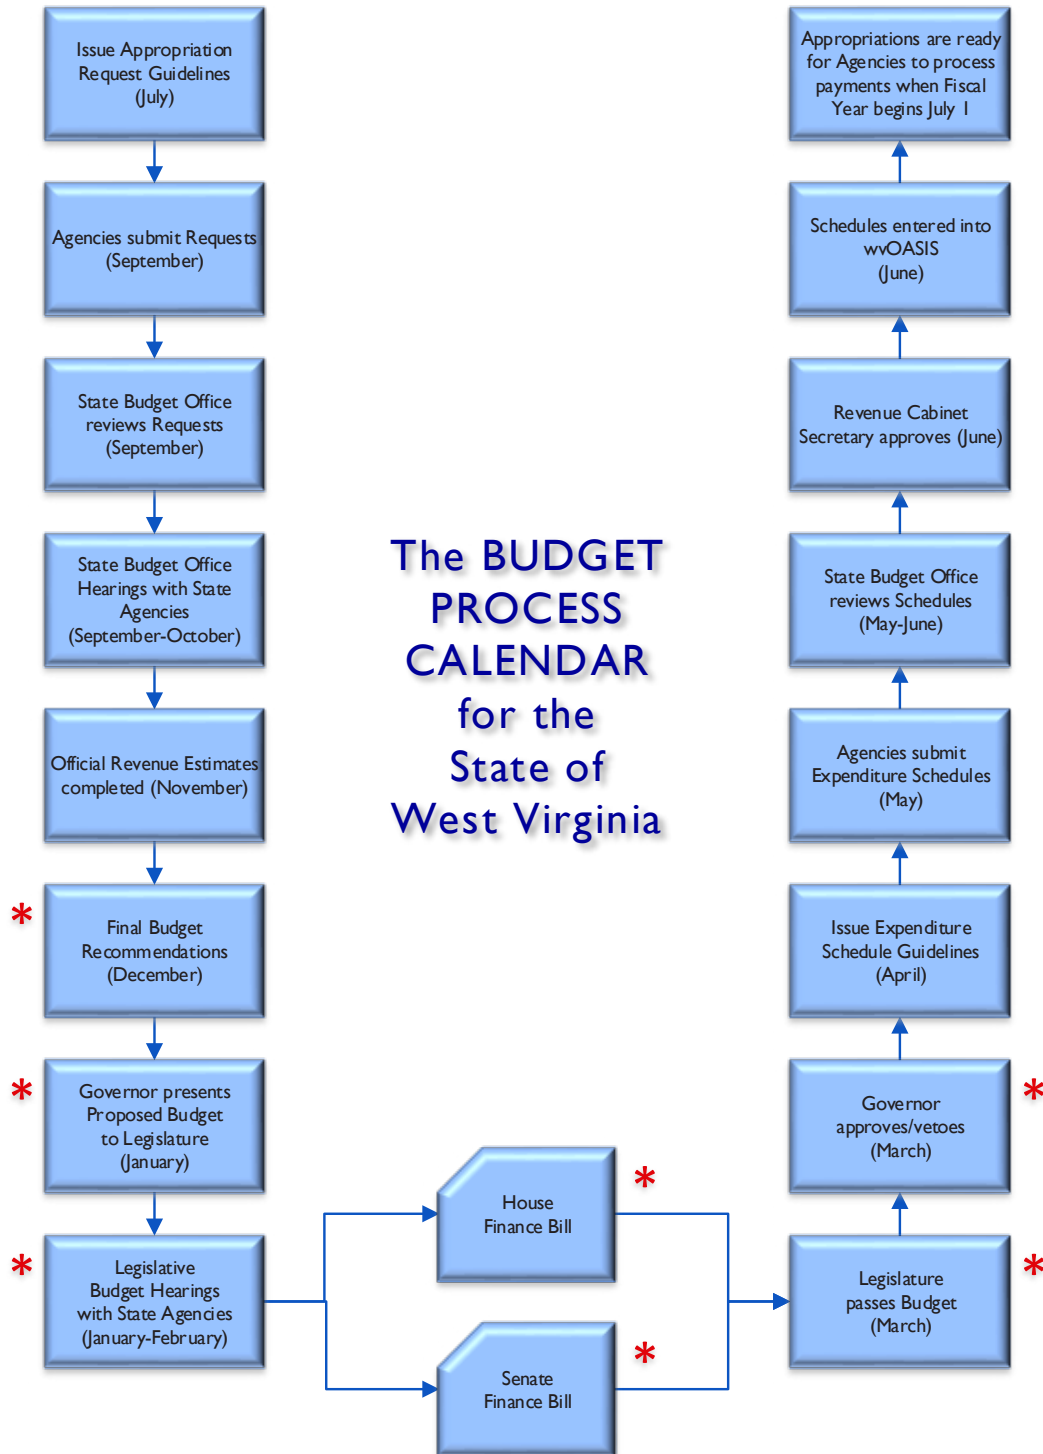 Issue Appropriation
Request Guidelines
(July)
Agencies submit Requests
(September)
State Budget Office
reviews Requests
(September)
State Budget Office
Hearings with State
Agencies
(September-October)
Official Revenue Estimates
completed (November)
*
Final Budget
Recommendations
(December)
*
Governor presents
Proposed Budget
to Legislature
(January)
*
Legislative
Budget Hearings
with State Agencies
(January-February)
The BUDGET
PROCESS
CALENDAR
for the
State of
West Virginia
House
Finance Bill
*
Senate
Finance Bill
*
Appropriations are ready
for Agencies to process
payments when Fiscal
Year begins July 1
Schedules entered into
wvOASIS
(June)
Revenue Cabinet
Secretary approves (June)
State Budget Office
reviews Schedules
(May-June)
Agencies submit
Expenditure Schedules
(May)
Issue Expenditure
Schedule Guidelines
(April)
Governor
approves/vetoes
(March)
*
Legislature
passes Budget
(March)
*